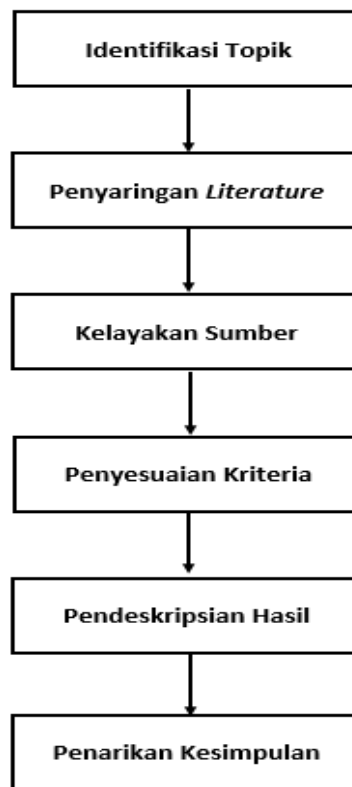 Identifikasi Topik
Penyaringan Literature
Kelayakan Sumber
Penyesuaian Kriteria
Pendeskripsian Hasil
Penarikan Kesimpulan